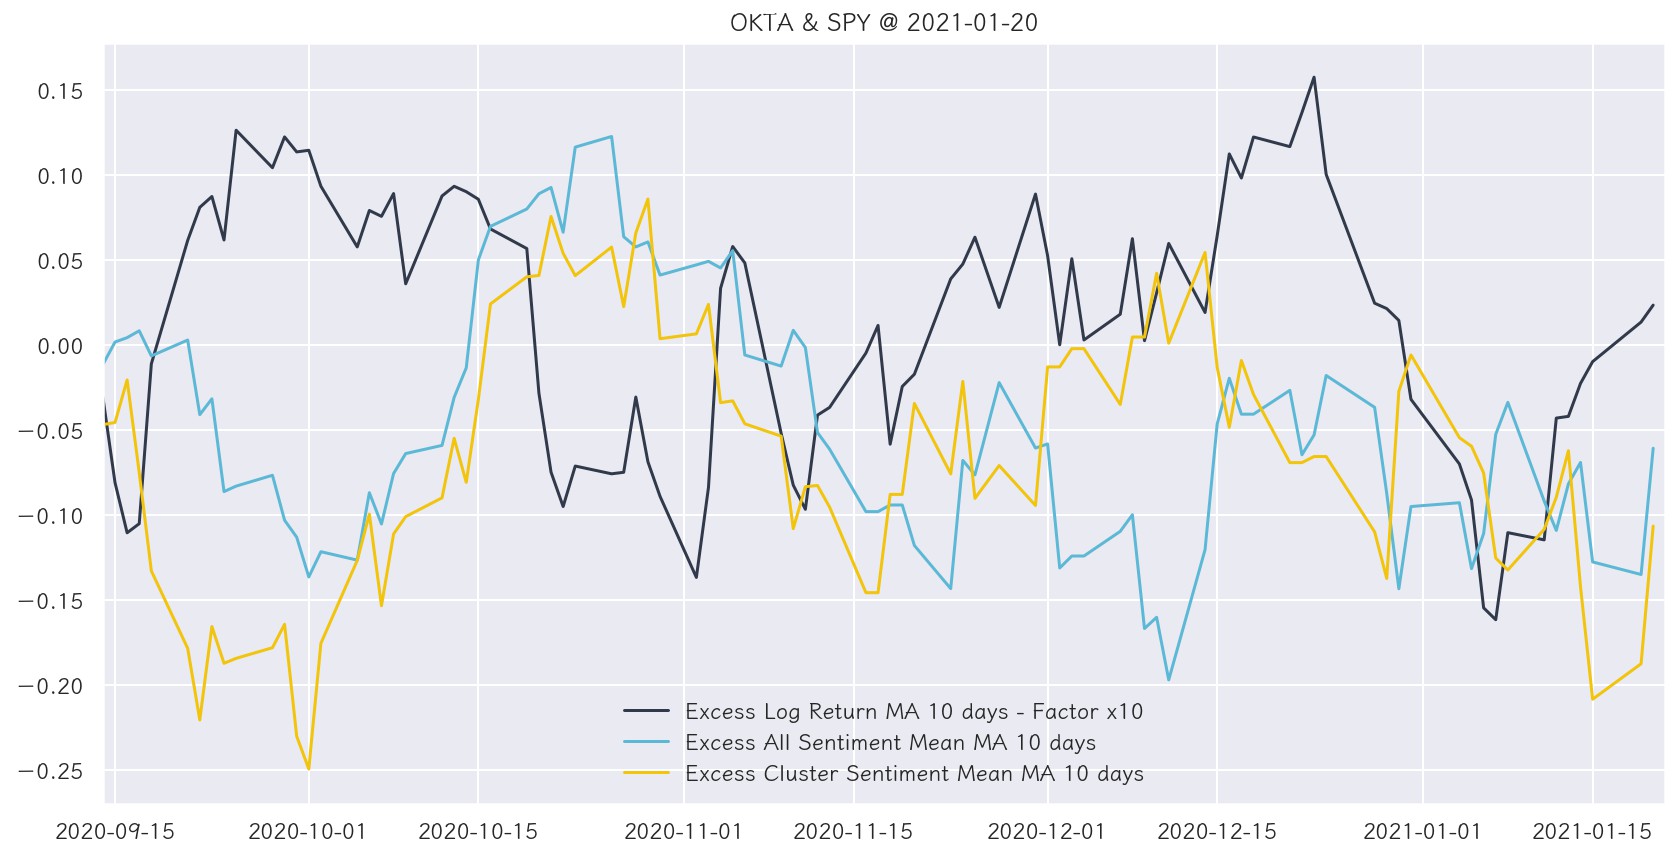 OKTA & SPY @ 2021-01-20
0.15
0.10
0.05
0.00
−0.05
−0.10
−0.15
−0.20
−0.25
Excess Log Return MA 10 days - Factor x10
Excess All Sentiment Mean MA 10 days
Excess Cluster Sentiment Mean MA 10 days
2020-09-15 2020-10-01 2020-10-15 2020-11-01 2020-11-15 2020-12-01 2020-12-15 2021-01-01 2021-01-15